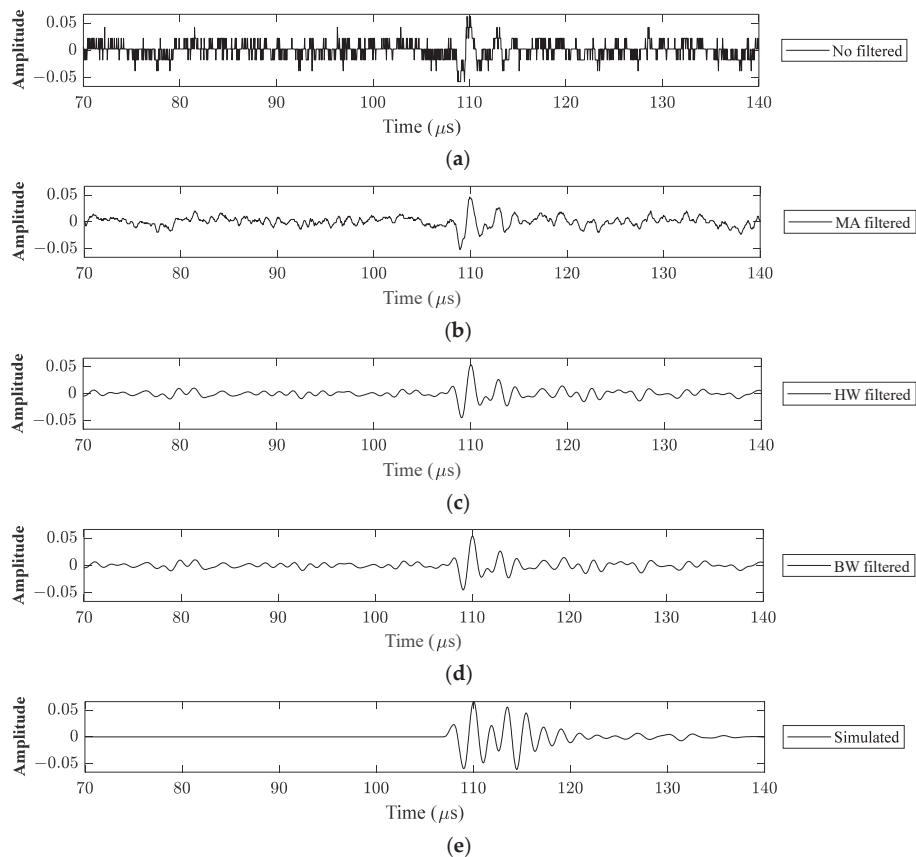 Amplitude
0.05
0
−0.05
70 80 90 100 110 120 130 140
Time (μs)
No filtered
(a)
Amplitude
0.05
0
−0.05
70 80 90 100 110 120 130 140
Time (μs)
MA filtered
(b)
Amplitude
0.05
0
−0.05
70 80 90 100 110 120 130 140
Time (μs)
HW filtered
(c)
Amplitude
0.05
0
−0.05
70 80 90 100 110 120 130 140
Time (μs)
BW filtered
(d)
Amplitude
0.05
0
−0.05
70 80 90 100 110 120 130 140
Time (μs)
Simulated
(e)